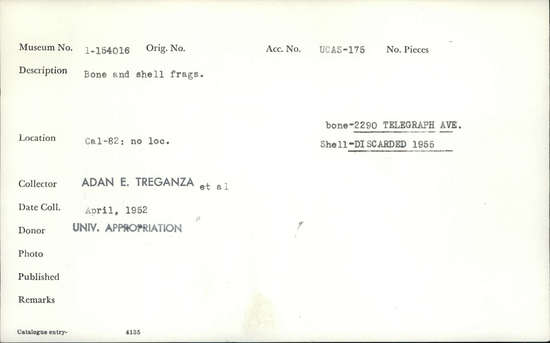 Museum No. 1-164016 Orig. No. Acc. No. UCAS-175 No. Pieces
Description Bone and shell frags.
bone-2290 TELEGRAPH AVE.
Location Cal-82; no loc. Shell-DISCARDED 1955
Collector ADAN E. TREGANZA et al
Date Coll. April, 1952
Donor UNIV. APPROPRIATION
Photo
Published
Remarks
Catalogue entry- 4135